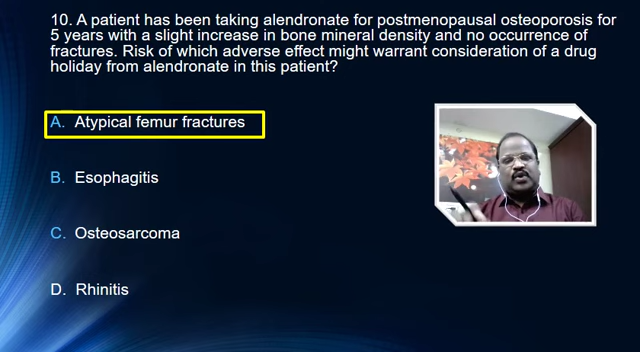 10. A patient has been taking alendronate for postmenopausal osteoporosis for
5 years with a slight increase in bone mineral density and no occurrence of
fractures. Risk of which adverse effect might warrant consideration of a drug
holiday from alendronate in this patient?
A. Atypical femur fractures
B. Esophagitis
C. Osteosarcoma
D. Rhinitis